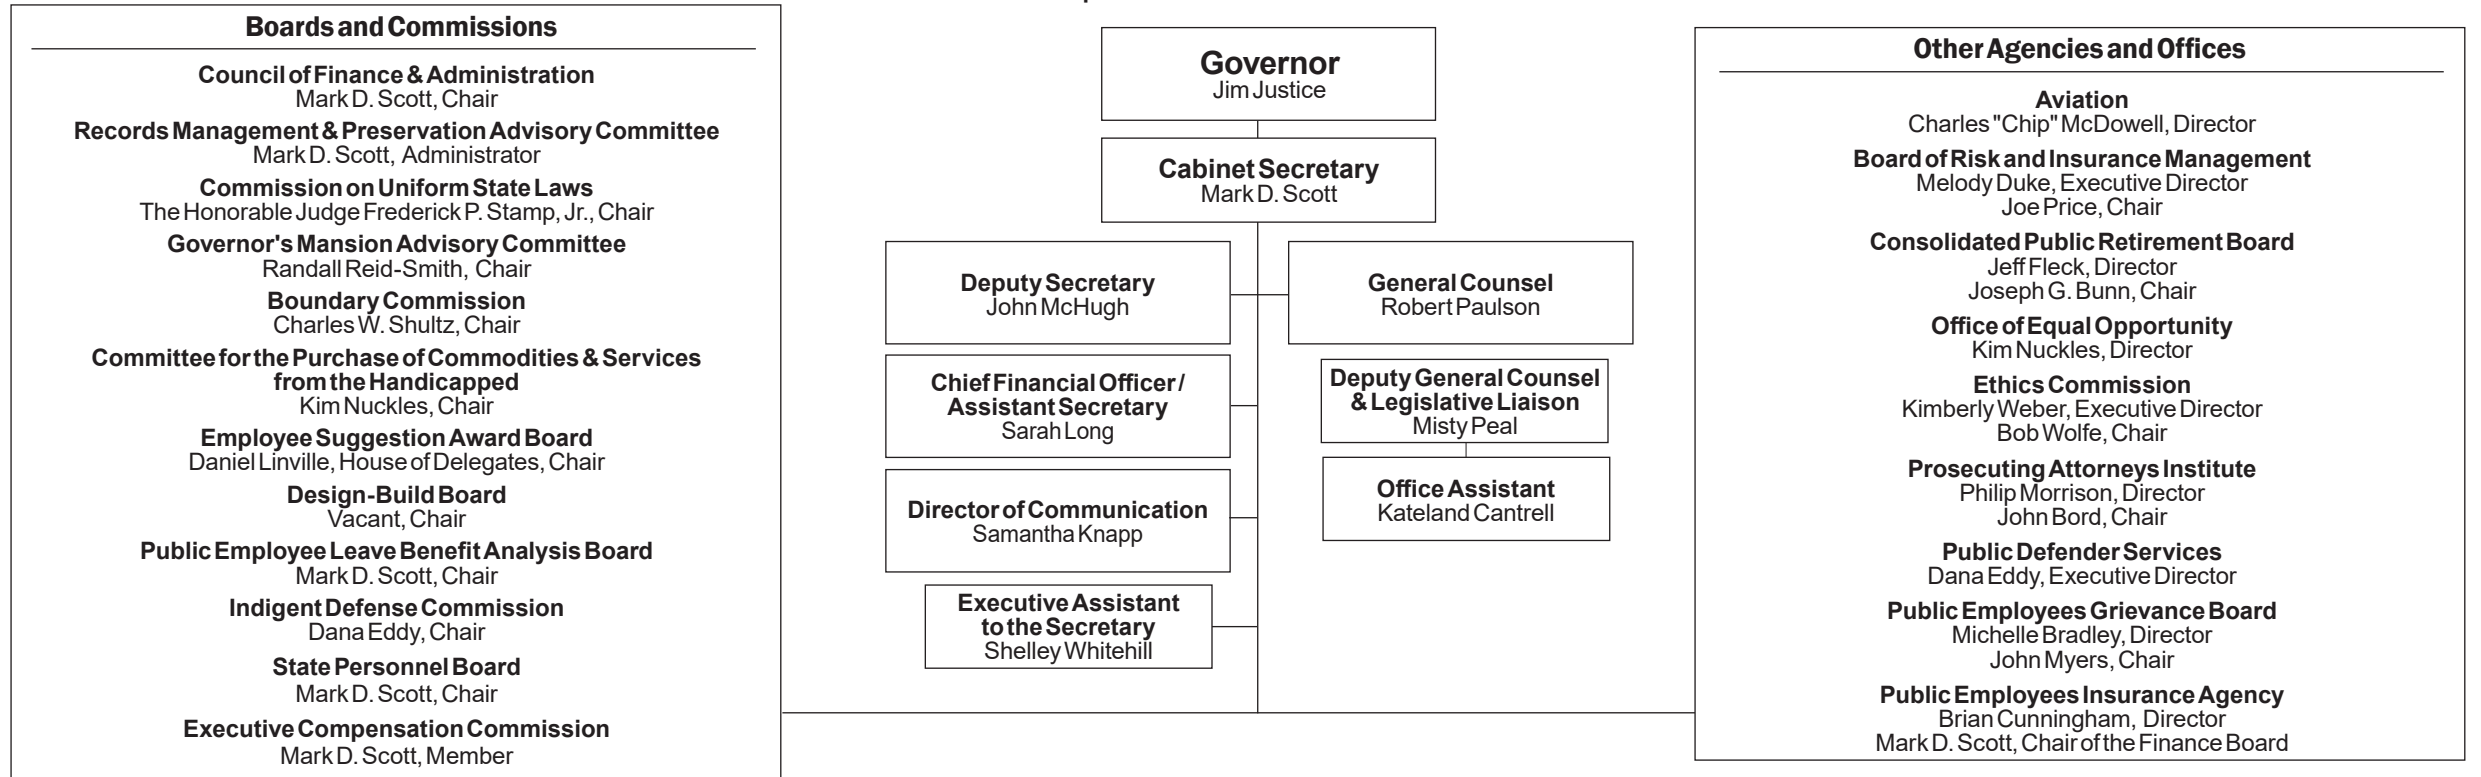 Boards and Commissions
Council of Finance & Administration
Mark D. Scott, Chair
Records Management & Preservation Advisory Committee
Mark D. Scott, Administrator
Commission on Uniform State Laws
The Honorable Judge Frederick P. Stamp, Jr., Chair
Governor's Mansion Advisory Committee
Randall Reid-Smith, Chair
Boundary Commission
Charles W. Shultz, Chair
Committee for the Purchase of Commodities & Services
from the Handicapped
Kim Nuckles, Chair
Employee Suggestion Award Board
Daniel Linville, House of Delegates, Chair
Design-Build Board
Vacant, Chair
Public Employee Leave Benefit Analysis Board
Mark D. Scott, Chair
Indigent Defense Commission
Dana Eddy, Chair
State Personnel Board
Mark D. Scott, Chair
Executive Compensation Commission
Mark D. Scott, Member
Governor
Jim Justice
Cabinet Secretary
Mark D. Scott
Deputy Secretary
John McHugh
General Counsel
Robert Paulson
Chief Financial Officer /
Assistant Secretary
Sarah Long
Deputy General Counsel
& Legislative Liaison
Misty Peal
Director of Communication
Samantha Knapp
Office Assistant
Kateland Cantrell
Executive Assistant
to the Secretary
Shelley Whitehill
Other Agencies and Offices
Aviation
Charles "Chip" McDowell, Director
Board of Risk and Insurance Management
Melody Duke, Executive Director
Joe Price, Chair
Consolidated Public Retirement Board
Jeff Fleck, Director
Joseph G. Bunn, Chair
Office of Equal Opportunity
Kim Nuckles, Director
Ethics Commission
Kimberly Weber, Executive Director
Bob Wolfe, Chair
Prosecuting Attorneys Institute
Philip Morrison, Director
John Bord, Chair
Public Defender Services
Dana Eddy, Executive Director
Public Employees Grievance Board
Michelle Bradley, Director
John Myers, Chair
Public Employees Insurance Agency
Brian Cunningham, Director
Mark D. Scott, Chair of the Finance Board